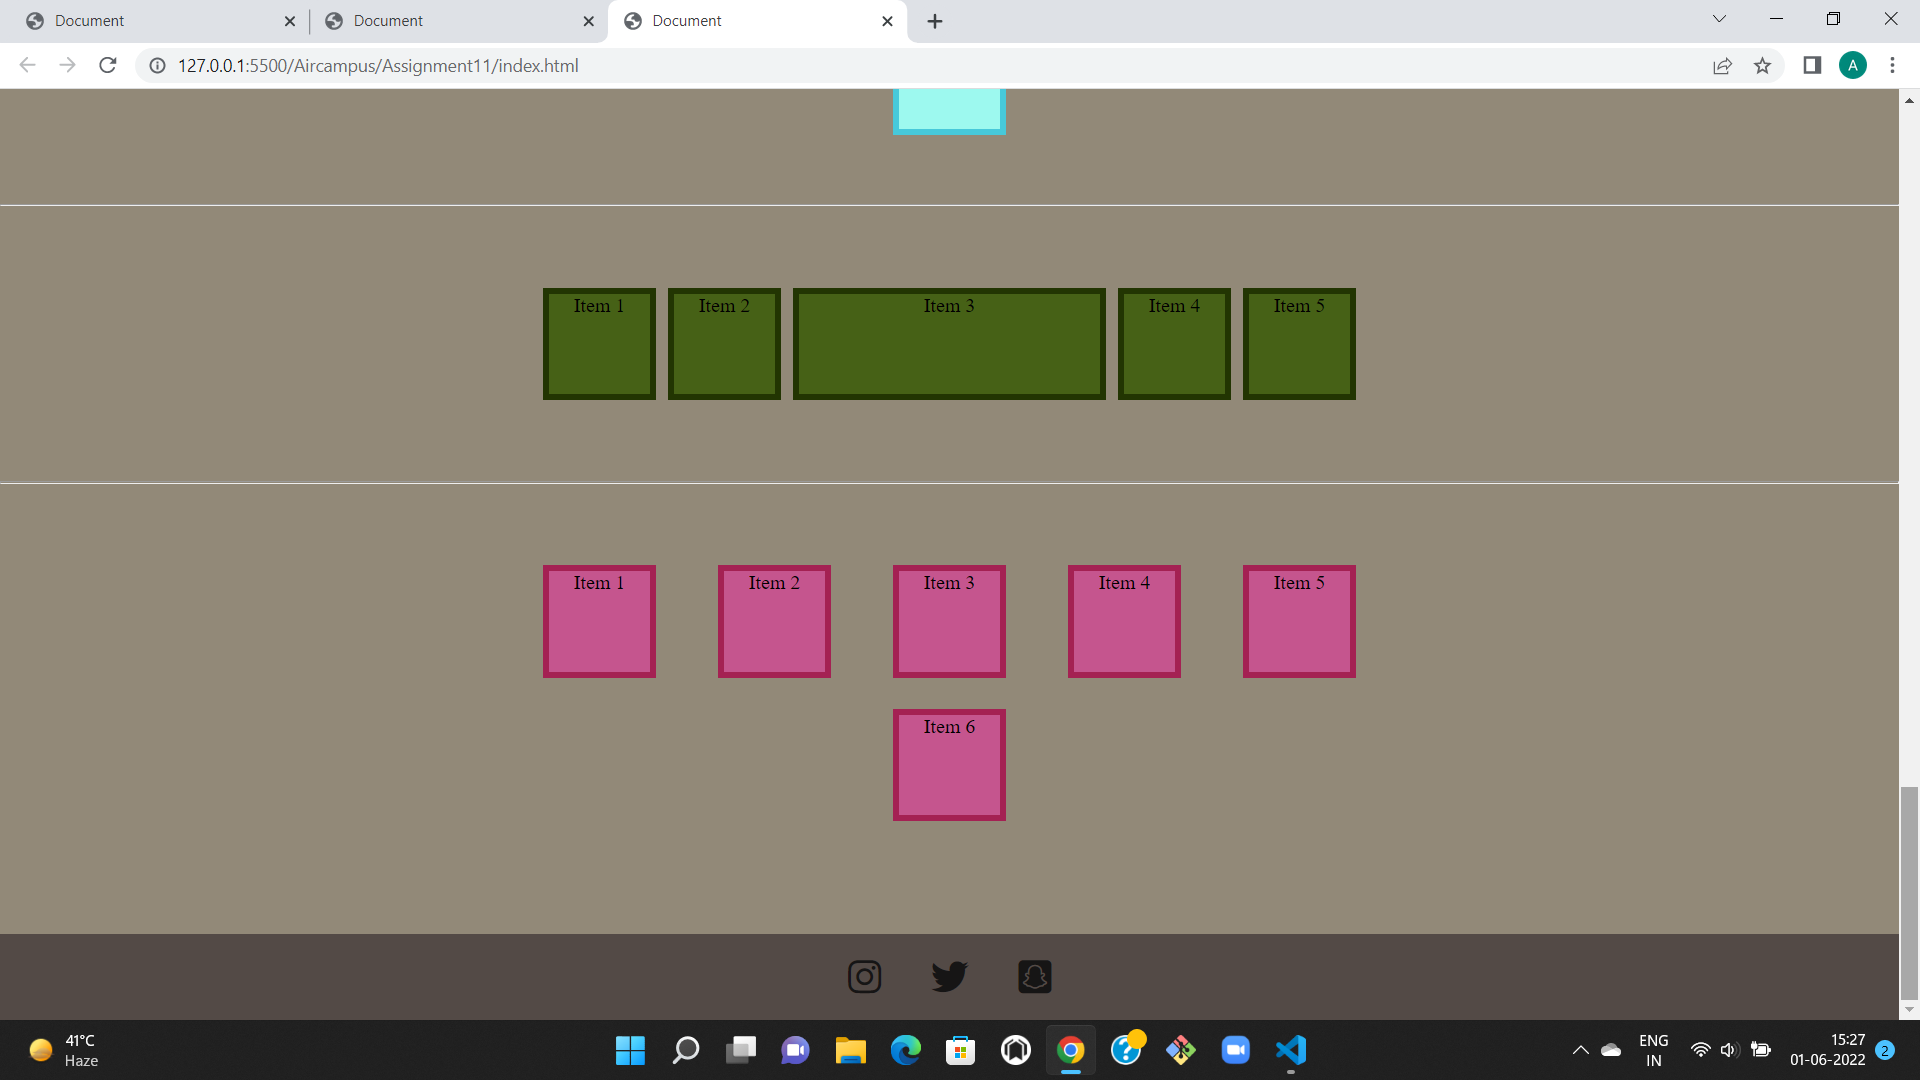 Document Document Document
127.0.0.1:5500/Aircampus/Assignment11/index.html
A
Item 1 Item 2 Item 3 Item 4 Item 5
Item 1 Item 2 Item 3 Item 4 Item 5
Item 6
41°C
Haze
ENG
IN
15:27
01-06-2022
2